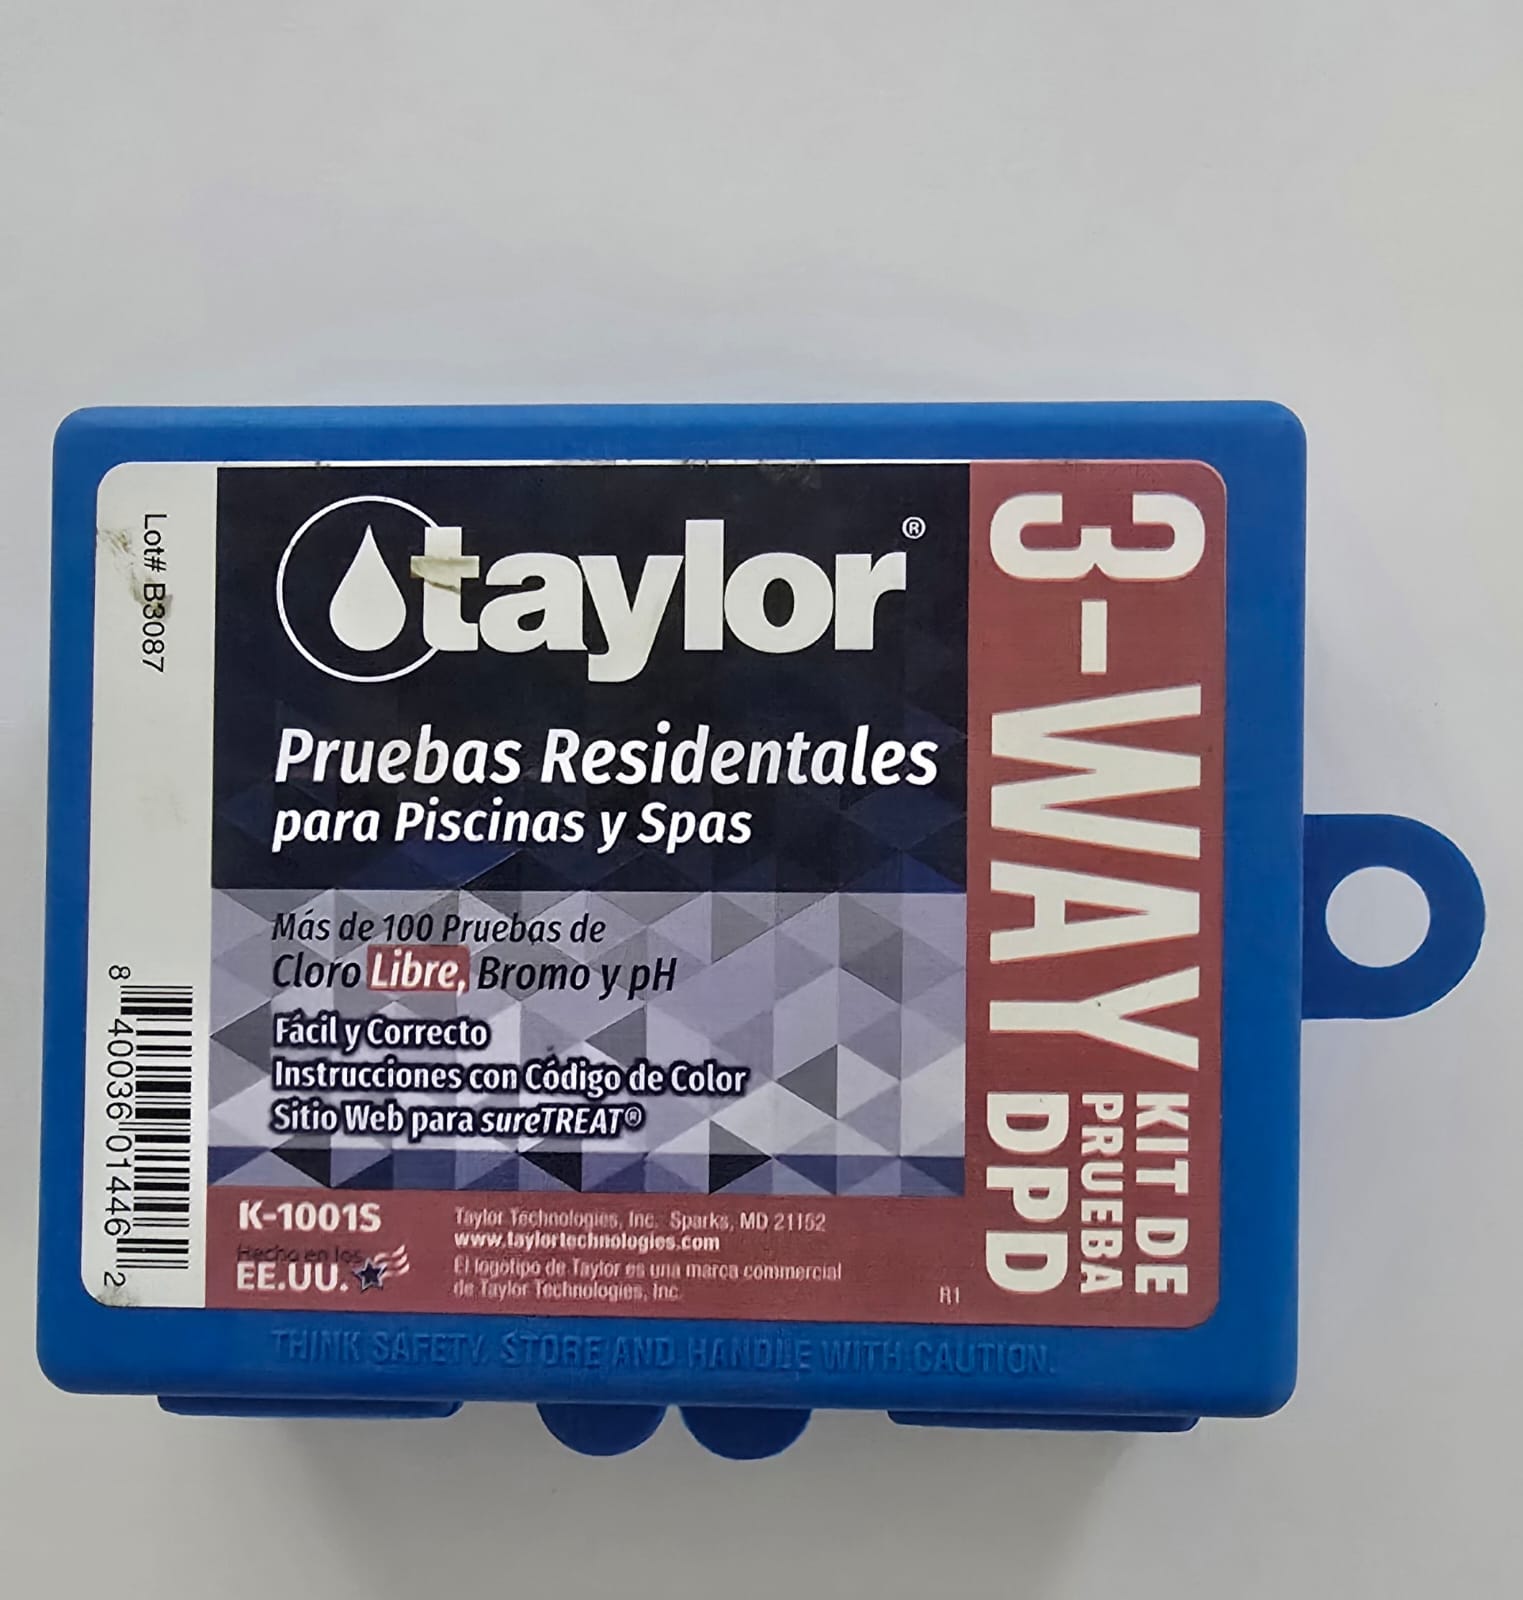 Lot# B3087
8 40036 01446 2
taylor®
Pruebas Residentales
para Piscinas y Spas
Más de 100 Pruebas de
Cloro Libre, Bromo y pH
Fácil y Correcto
Instrucciones con Código de Color
Sitio Web para sureTREAT®
K-1001S
Hecho en los
EE.UU.
Taylor Technologies, Inc. Sparks, MD 21152
www.taylortechnologies.com
El logotipo de Taylor es una marca commercial
de Taylor Technologies, Inc.
R1
3-WAY
KIT DE
PRUEBA
DPD
THINK SAFETY. STORE AND HANDLE WITH CAUTION.